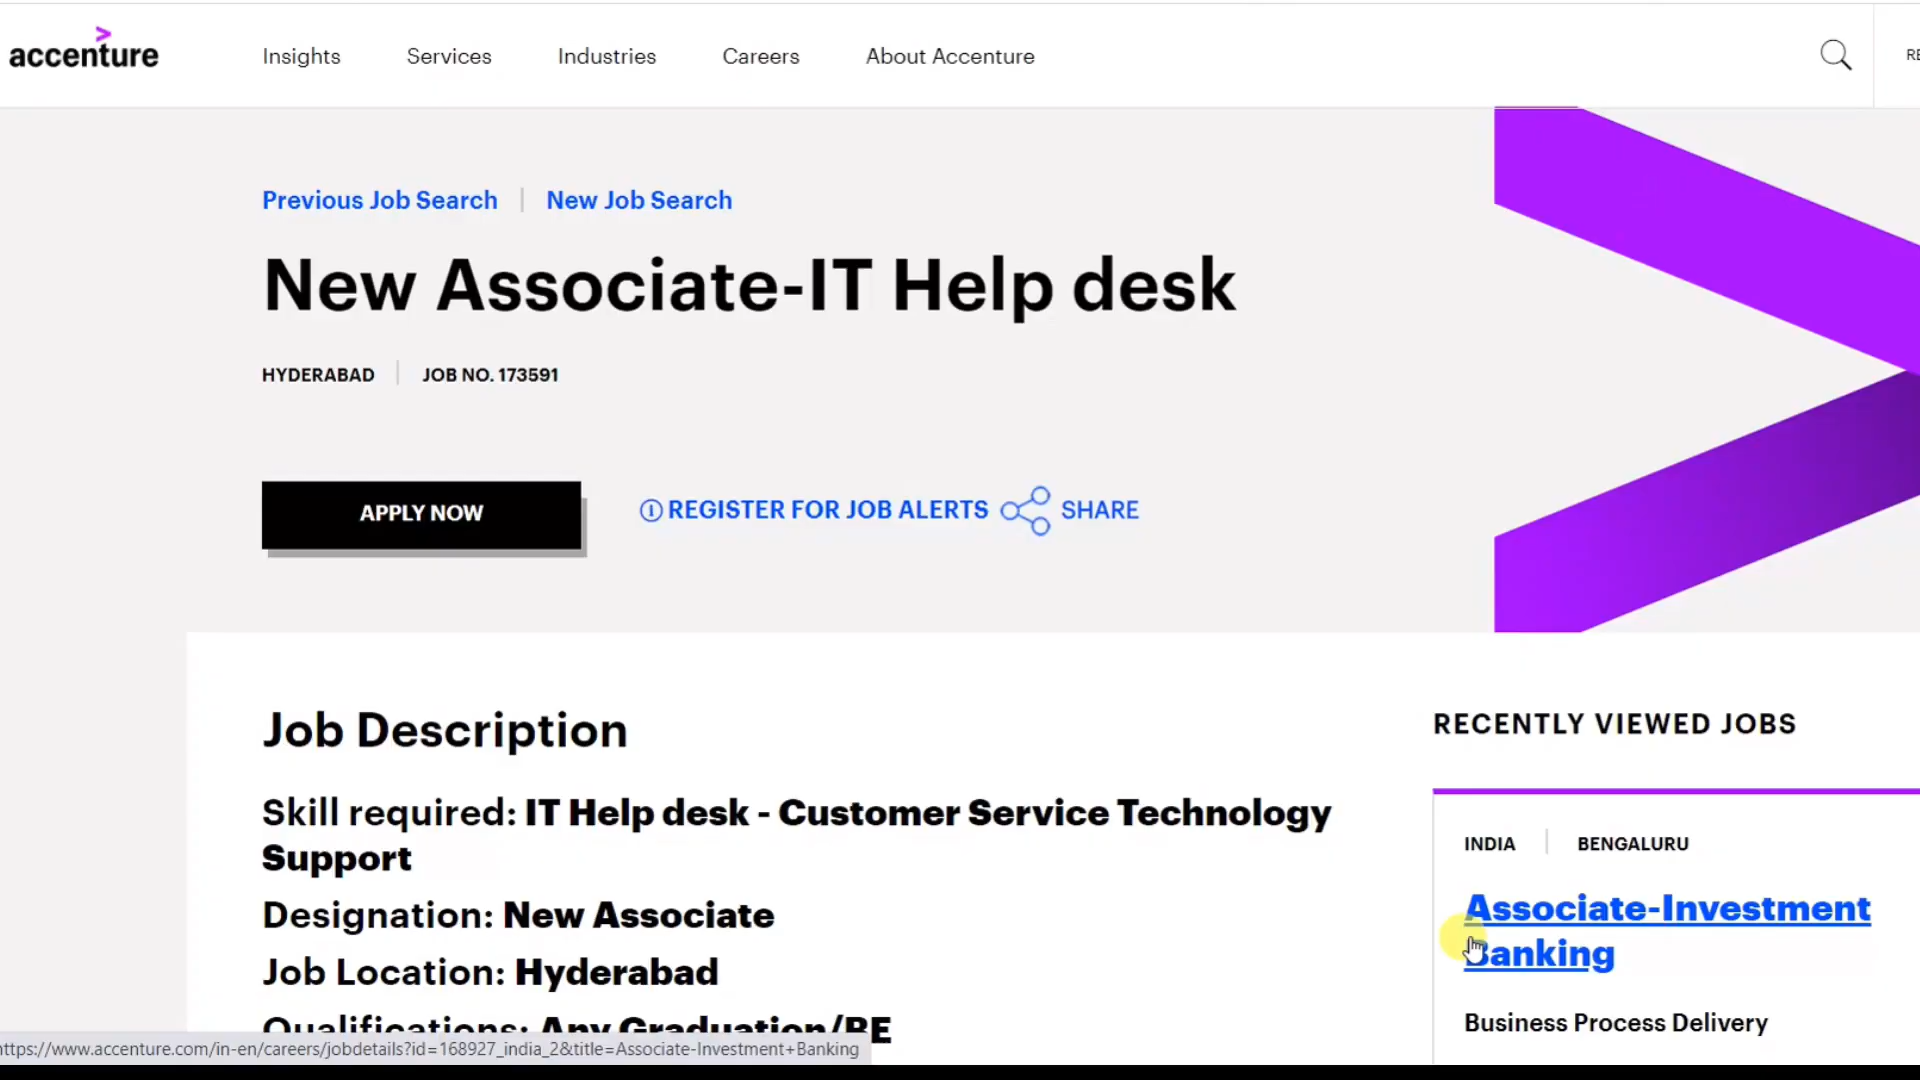 accenture
Insights
Services
Industries
Careers
About Accenture
Previous Job Search
New Job Search
New Associate-IT Help desk
HYDERABAD
JOB NO. 173591
APPLY NOW
REGISTER FOR JOB ALERTS
SHARE
Job Description
RECENTLY VIEWED JOBS
Skill required: IT Help desk - Customer Service Technology
Support
Designation: New Associate
Job Location: Hyderabad
Qualifications: Any Graduation/BE
INDIA
BENGALURU
Associate-Investment
Banking
Business Process Delivery
https://www.accenture.com/in-en/careers/jobdetails?id=168927_india_2&title=Associate-Investment+Banking